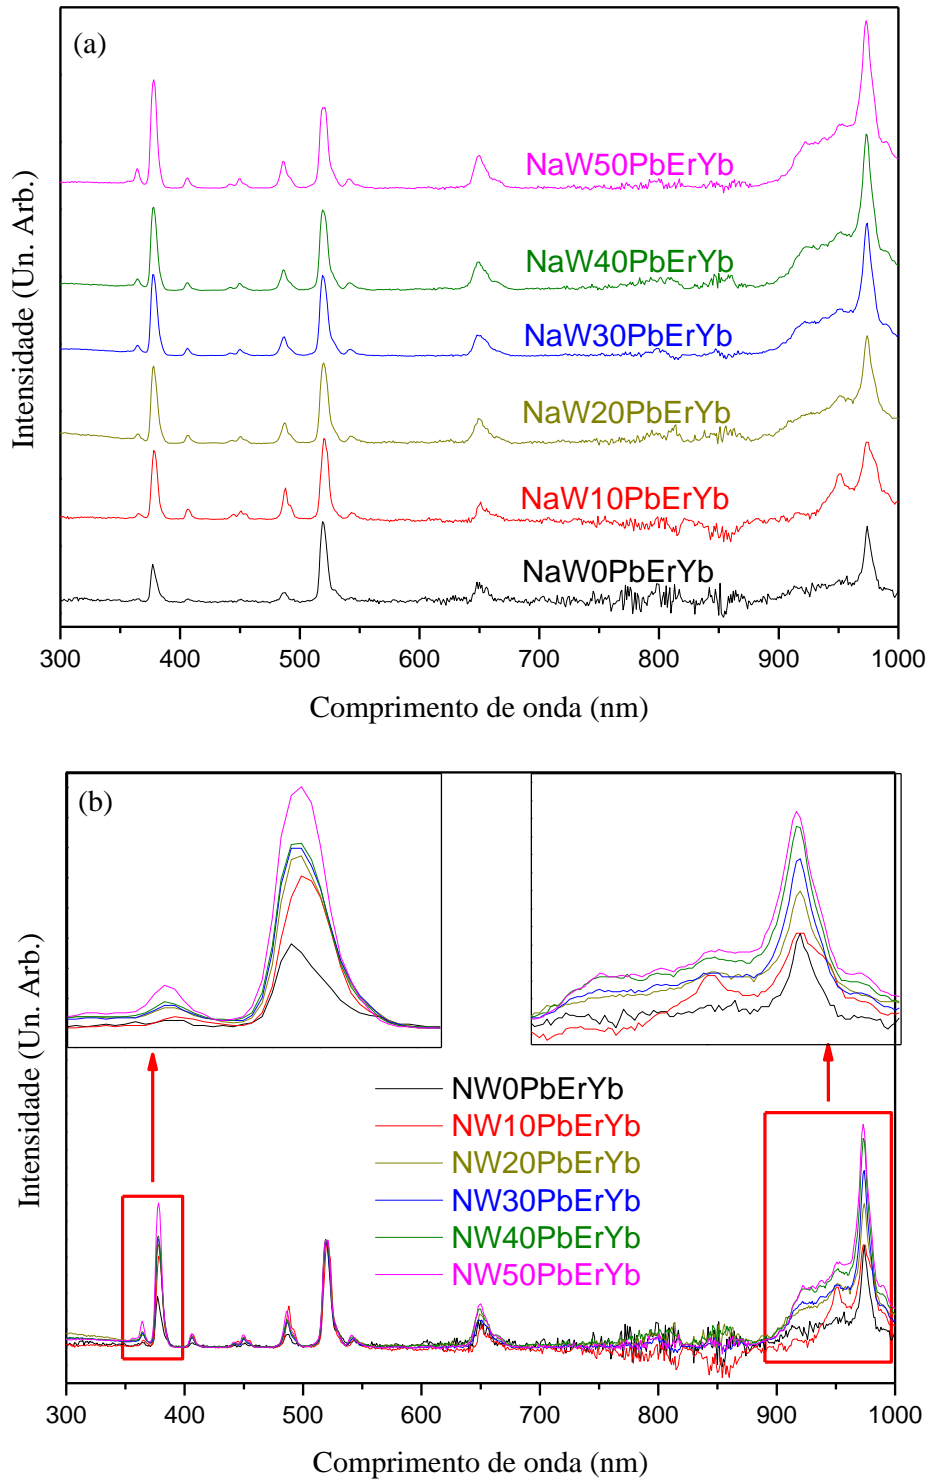 (a)
Intensidade (Un. Arb.)
NaW50PbErYb
NaW40PbErYb
NaW30PbErYb
NaW20PbErYb
NaW10PbErYb
NaW0PbErYb
300 400 500 600 700 800 900 1000
Comprimento de onda (nm)
(b)
Intensidade (Un. Arb.)
NW0PbErYb
NW10PbErYb
NW20PbErYb
NW30PbErYb
NW40PbErYb
NW50PbErYb
300 400 500 600 700 800 900 1000
Comprimento de onda (nm)